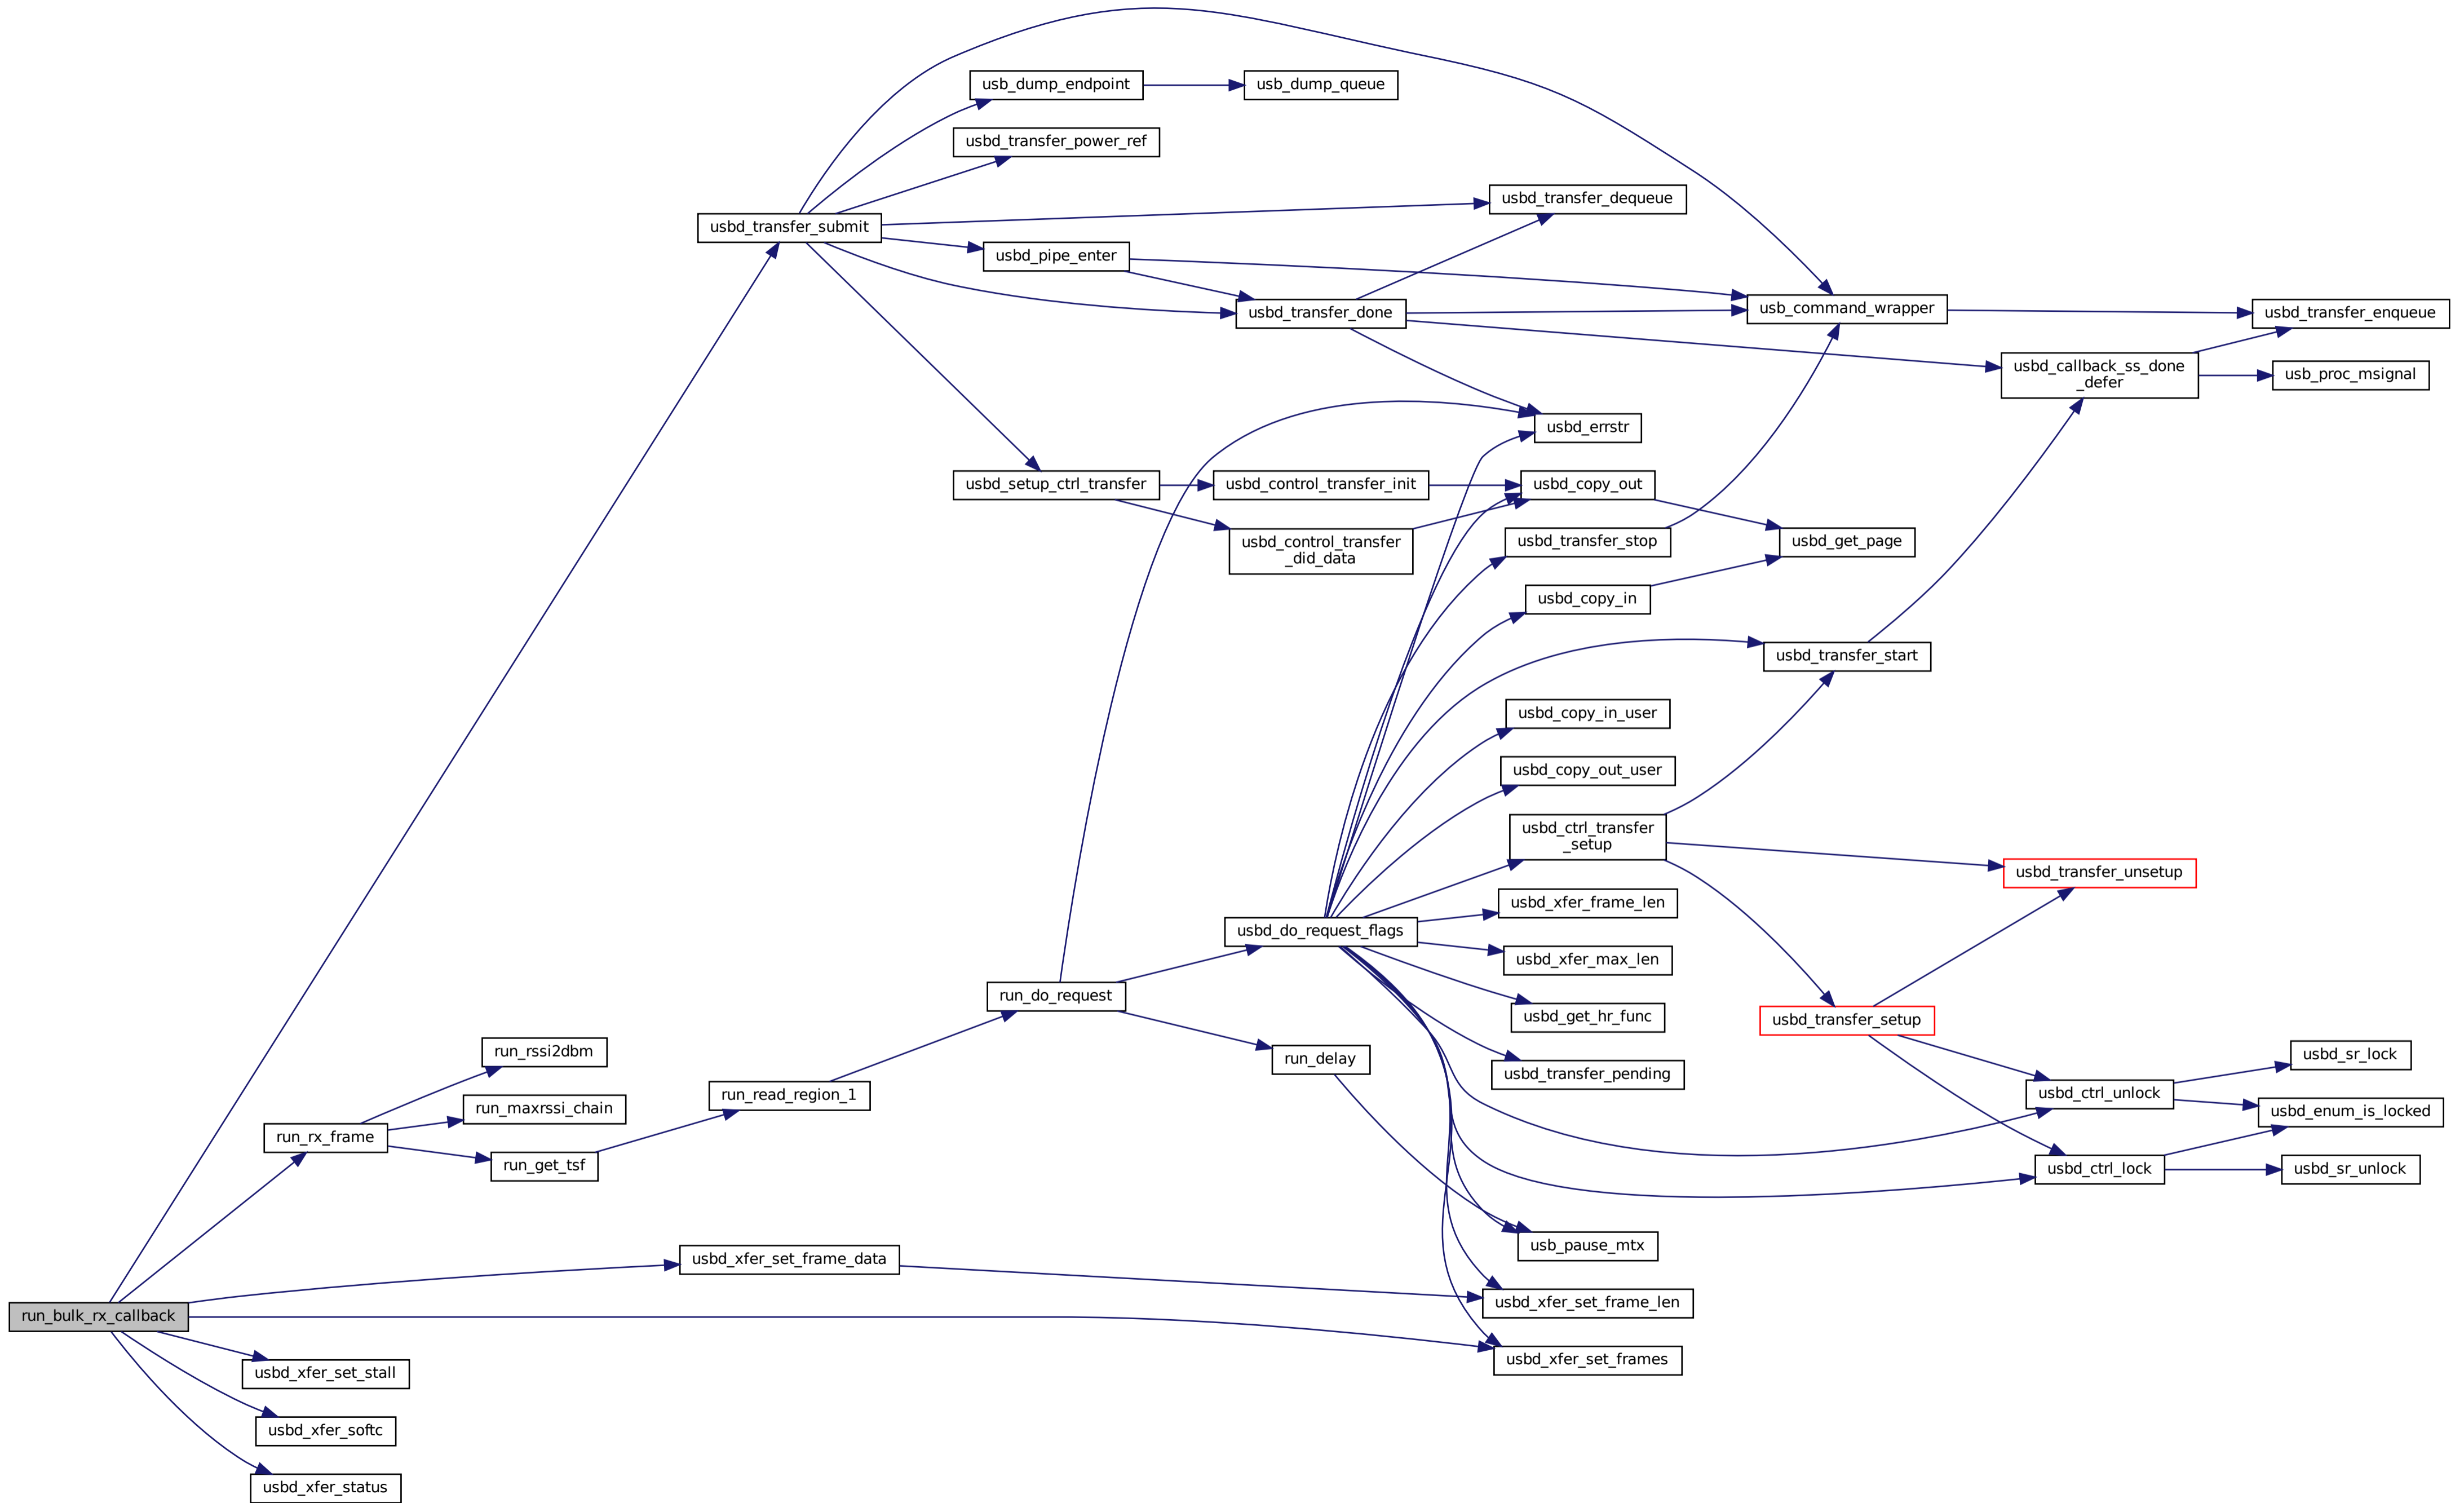 usb_dump_endpoint
usb_dump_queue
usbd_transfer_power_ref
usbd_transfer_dequeue
usbd_transfer_submit
usbd_pipe_enter
usbd_transfer_done
usb_command_wrapper
usbd_transfer_enqueue
usbd_callback_ss_done
_defer
usb_proc_msignal
usbd_errstr
usbd_setup_ctrl_transfer
usbd_control_transfer_init
usbd_copy_out
usbd_control_transfer
_did_data
usbd_transfer_stop
usbd_get_page
usbd_copy_in
usbd_transfer_start
usbd_copy_in_user
usbd_copy_out_user
usbd_ctrl_transfer
_setup
usbd_transfer_unsetup
usbd_xfer_frame_len
usbd_do_request_flags
usbd_xfer_max_len
run_do_request
usbd_get_hr_func
usbd_transfer_setup
run_rssi2dbm
run_delay
usbd_transfer_pending
usbd_sr_lock
run_read_region_1
usbd_ctrl_unlock
run_maxrssi_chain
usbd_enum_is_locked
run_rx_frame
run_get_tsf
usbd_ctrl_lock
usbd_sr_unlock
usb_pause_mtx
usbd_xfer_set_frame_data
usbd_xfer_set_frame_len
run_bulk_rx_callback
usbd_xfer_set_frames
usbd_xfer_set_stall
usbd_xfer_softc
usbd_xfer_status